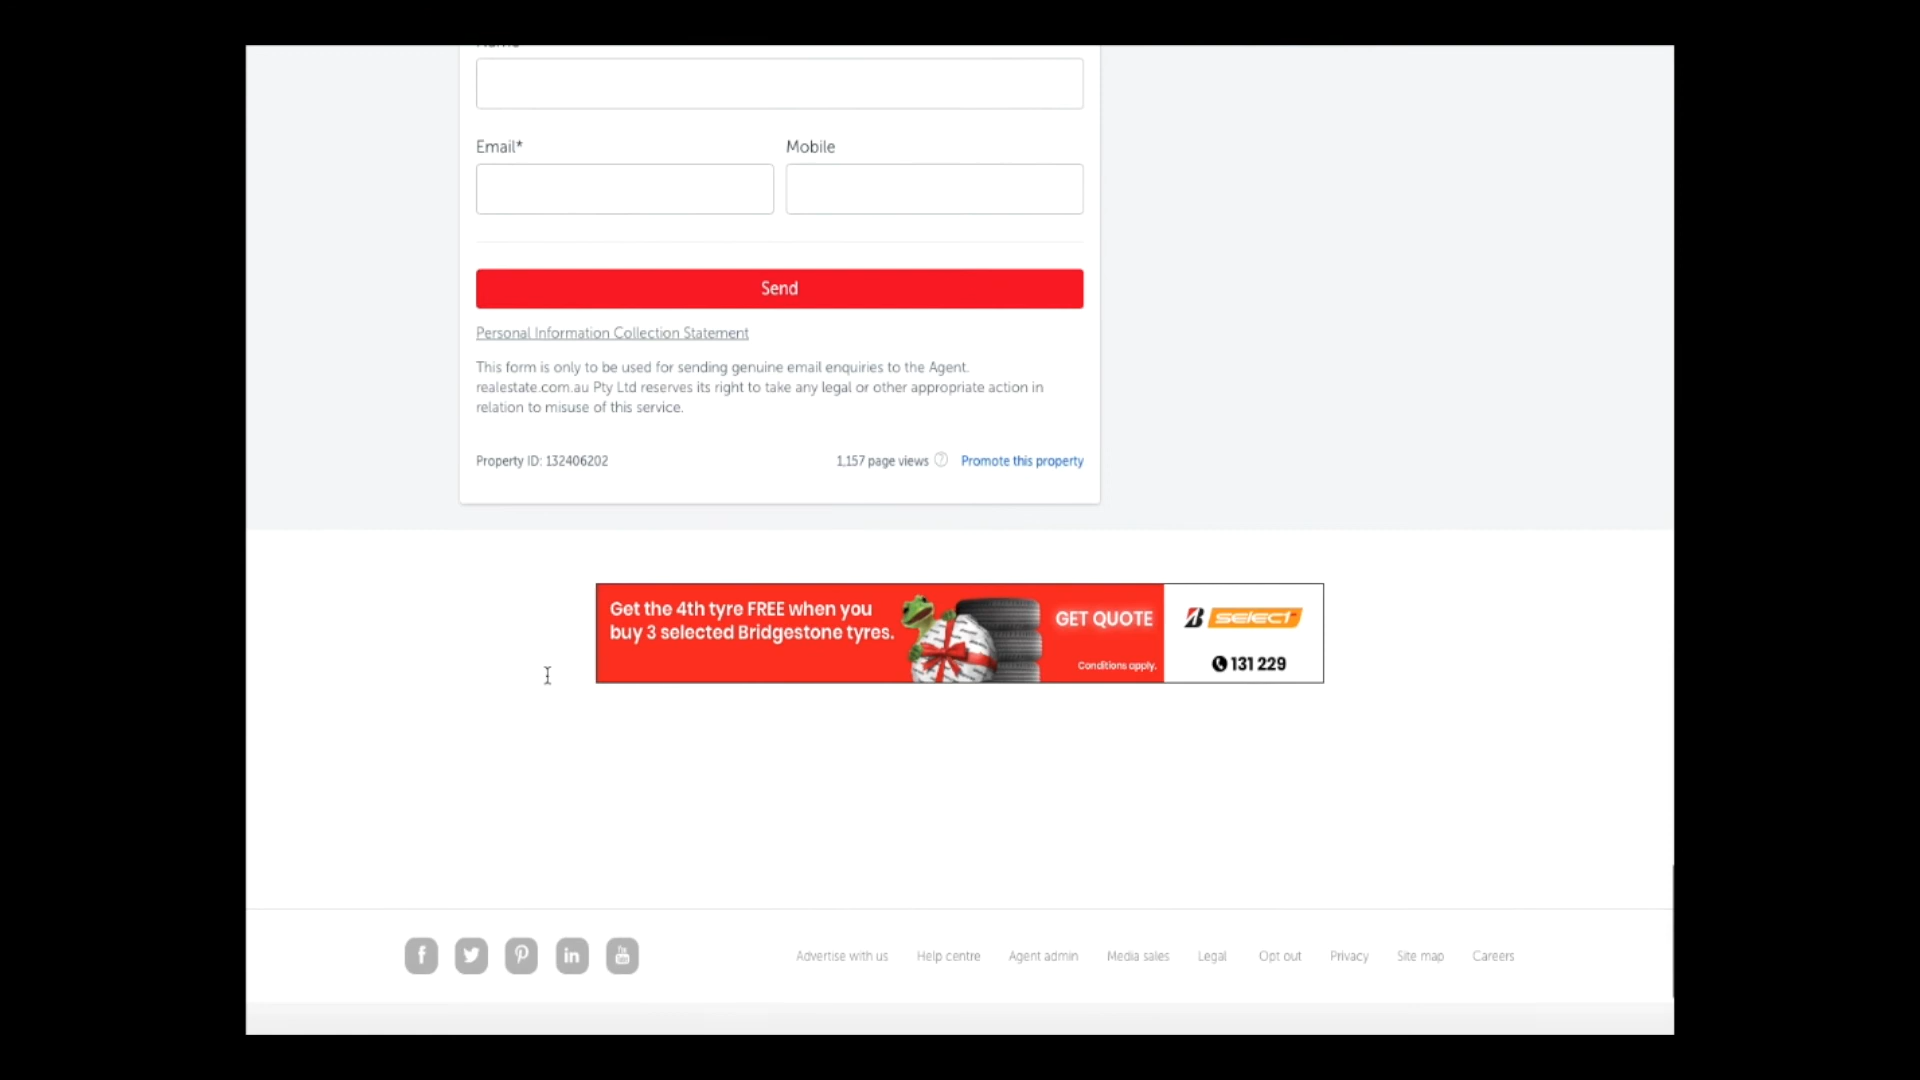 Email*
Mobile
Send
Personal Information Collection Statement
This form is only to be used for sending genuine email enquiries to the Agent.
realestate.com.au Pty Ltd reserves its right to take any legal or other appropriate action in
relation to misuse of this service.
Property ID: 132406202
1,157 page views ? Promote this property
Get the 4th tyre FREE when you
buy 3 selected Bridgestone tyres.
GET QUOTE
Conditions apply.
B SELECT
131 229
f in You Tube
Advertise with us Help centre Agent admin Media sales Legal Opt out Privacy Site map Careers